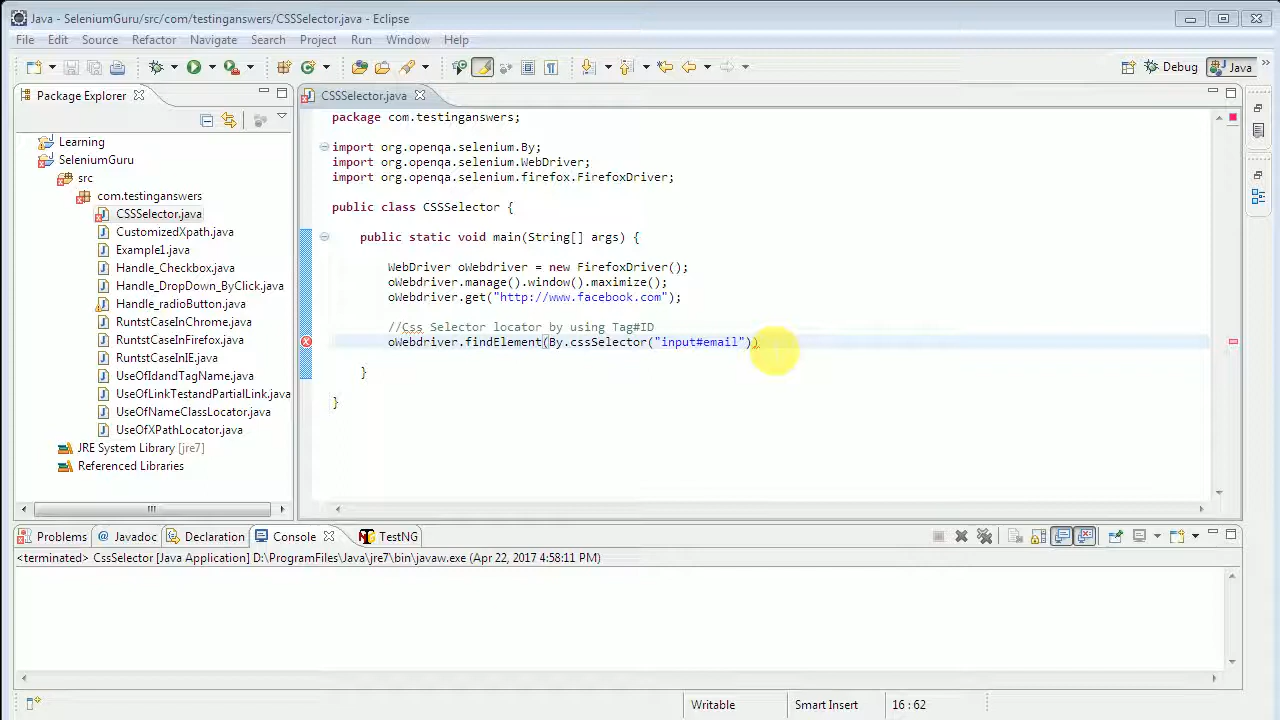 Java - SeleniumGuru/src/com/testinganswers/CSSSelector.java - Eclipse
File Edit Source Refactor Navigate Search Project Run Window Help
Debug Java
Package Explorer
CSSSelector.java
Learning
SeleniumGuru
src
com.testinganswers
CSSSelector.java
CustomizedXpath.java
Example1.java
Handle_Checkbox.java
Handle_DropDown_ByClick.java
Handle_radioButton.java
RuntstCaseInChrome.java
RuntstCaseInFirefox.java
RuntstCaseInIE.java
UseOfIdandTagName.java
UseOfLinkTestandPartialLink.java
UseOfNameClassLocator.java
UseOfXPathLocator.java
JRE System Library [jre7]
Referenced Libraries
package com.testinganswers;
import org.openqa.selenium.By;
import org.openqa.selenium.WebDriver;
import org.openqa.selenium.firefox.FirefoxDriver;
public class CSSSelector {
public static void main(String[] args) {
WebDriver oWebdriver = new FirefoxDriver();
oWebdriver.manage().window().maximize();
oWebdriver.get("http://www.facebook.com");
//Css Selector locator by using Tag#ID
oWebdriver.findElement(By.cssSelector("input#email"))
}
}
Problems @ Javadoc Declaration Console TestNG
<terminated> CssSelector [Java Application] D:\ProgramFiles\Java\jre7\bin\javaw.exe (Apr 22, 2017 4:58:11 PM)
Writable Smart Insert 16 : 62